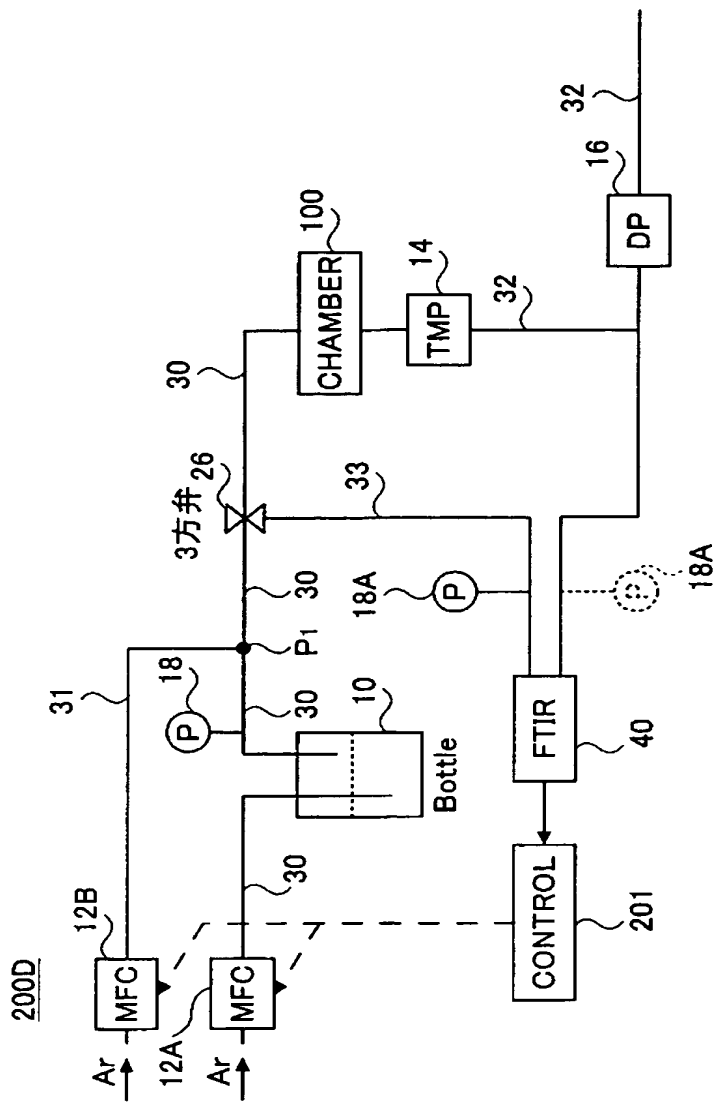 200D
Ar
MFC
12B
31
Ar
MFC
12A
30
Bottle
10
30
P
18
P1
30
3方弁
26
30
CHAMBER
100
TMP
14
32
DP
16
32
33
P
18A
P
18A
FTIR
40
CONTROL
201